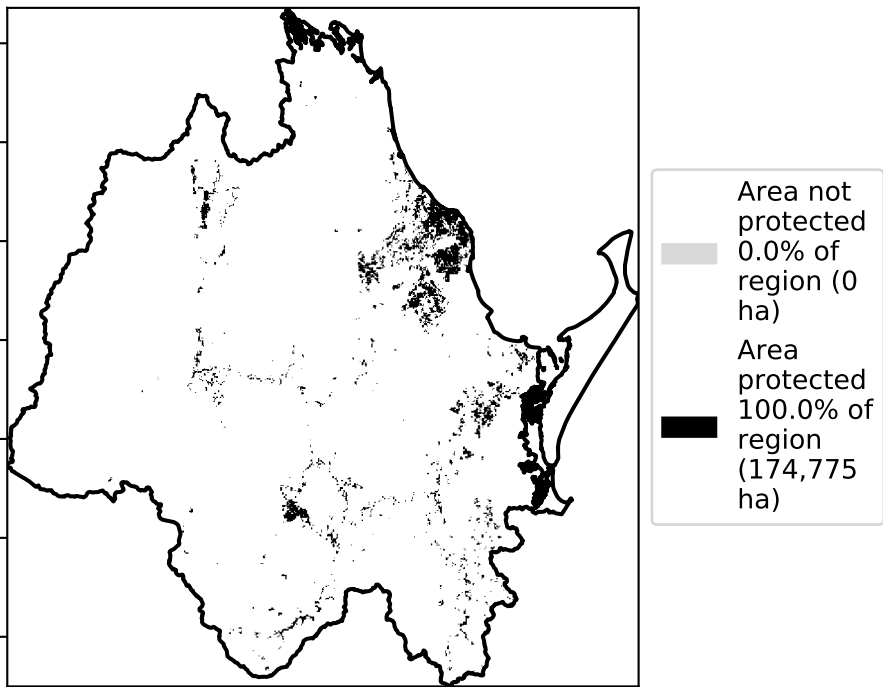 Area not
protected
0.0% of
region (0
ha)
Area
protected
100.0% of
region
(174,775
ha)